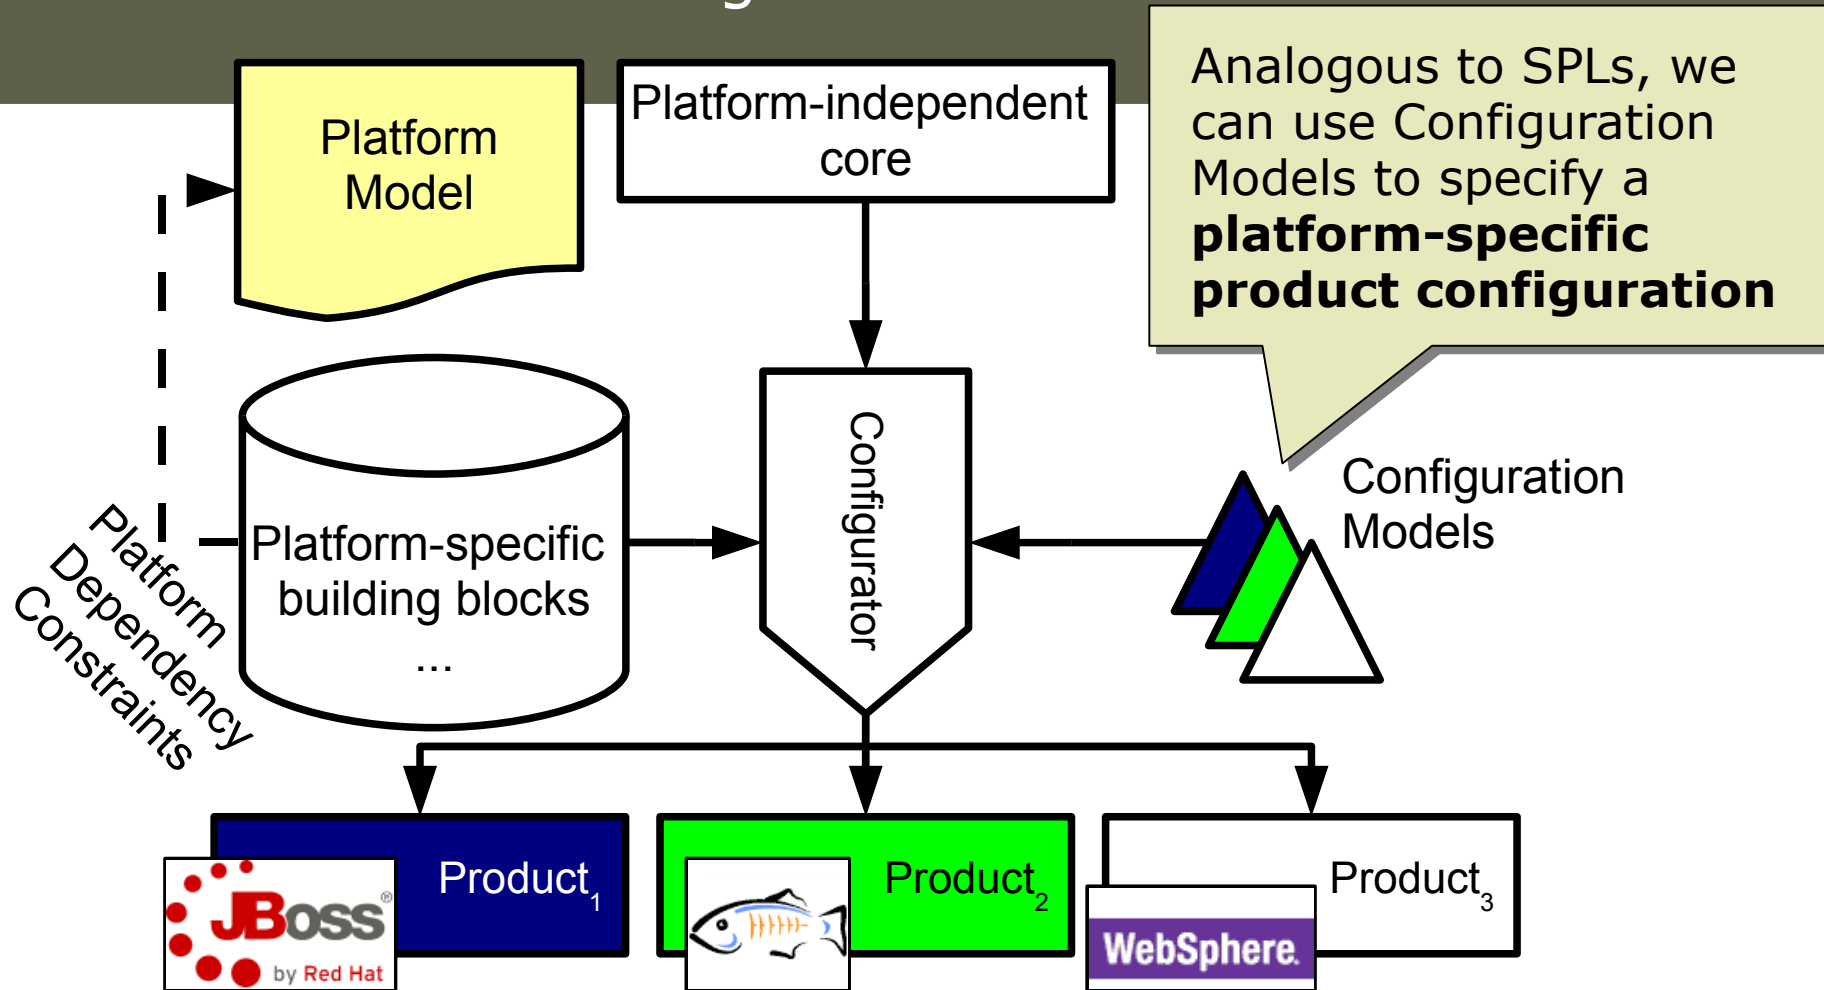 Platform
Model
Platform-independent
core
Analogous to SPLs, we
can use Configuration
Models to specify a
platform-specific
product configuration
Configurator
Configuration
Models
Platform
Dependency
Constraints
Platform-specific
building blocks
...
Product1
Product2
Product3
JBoss®
by Red Hat
WebSphere.